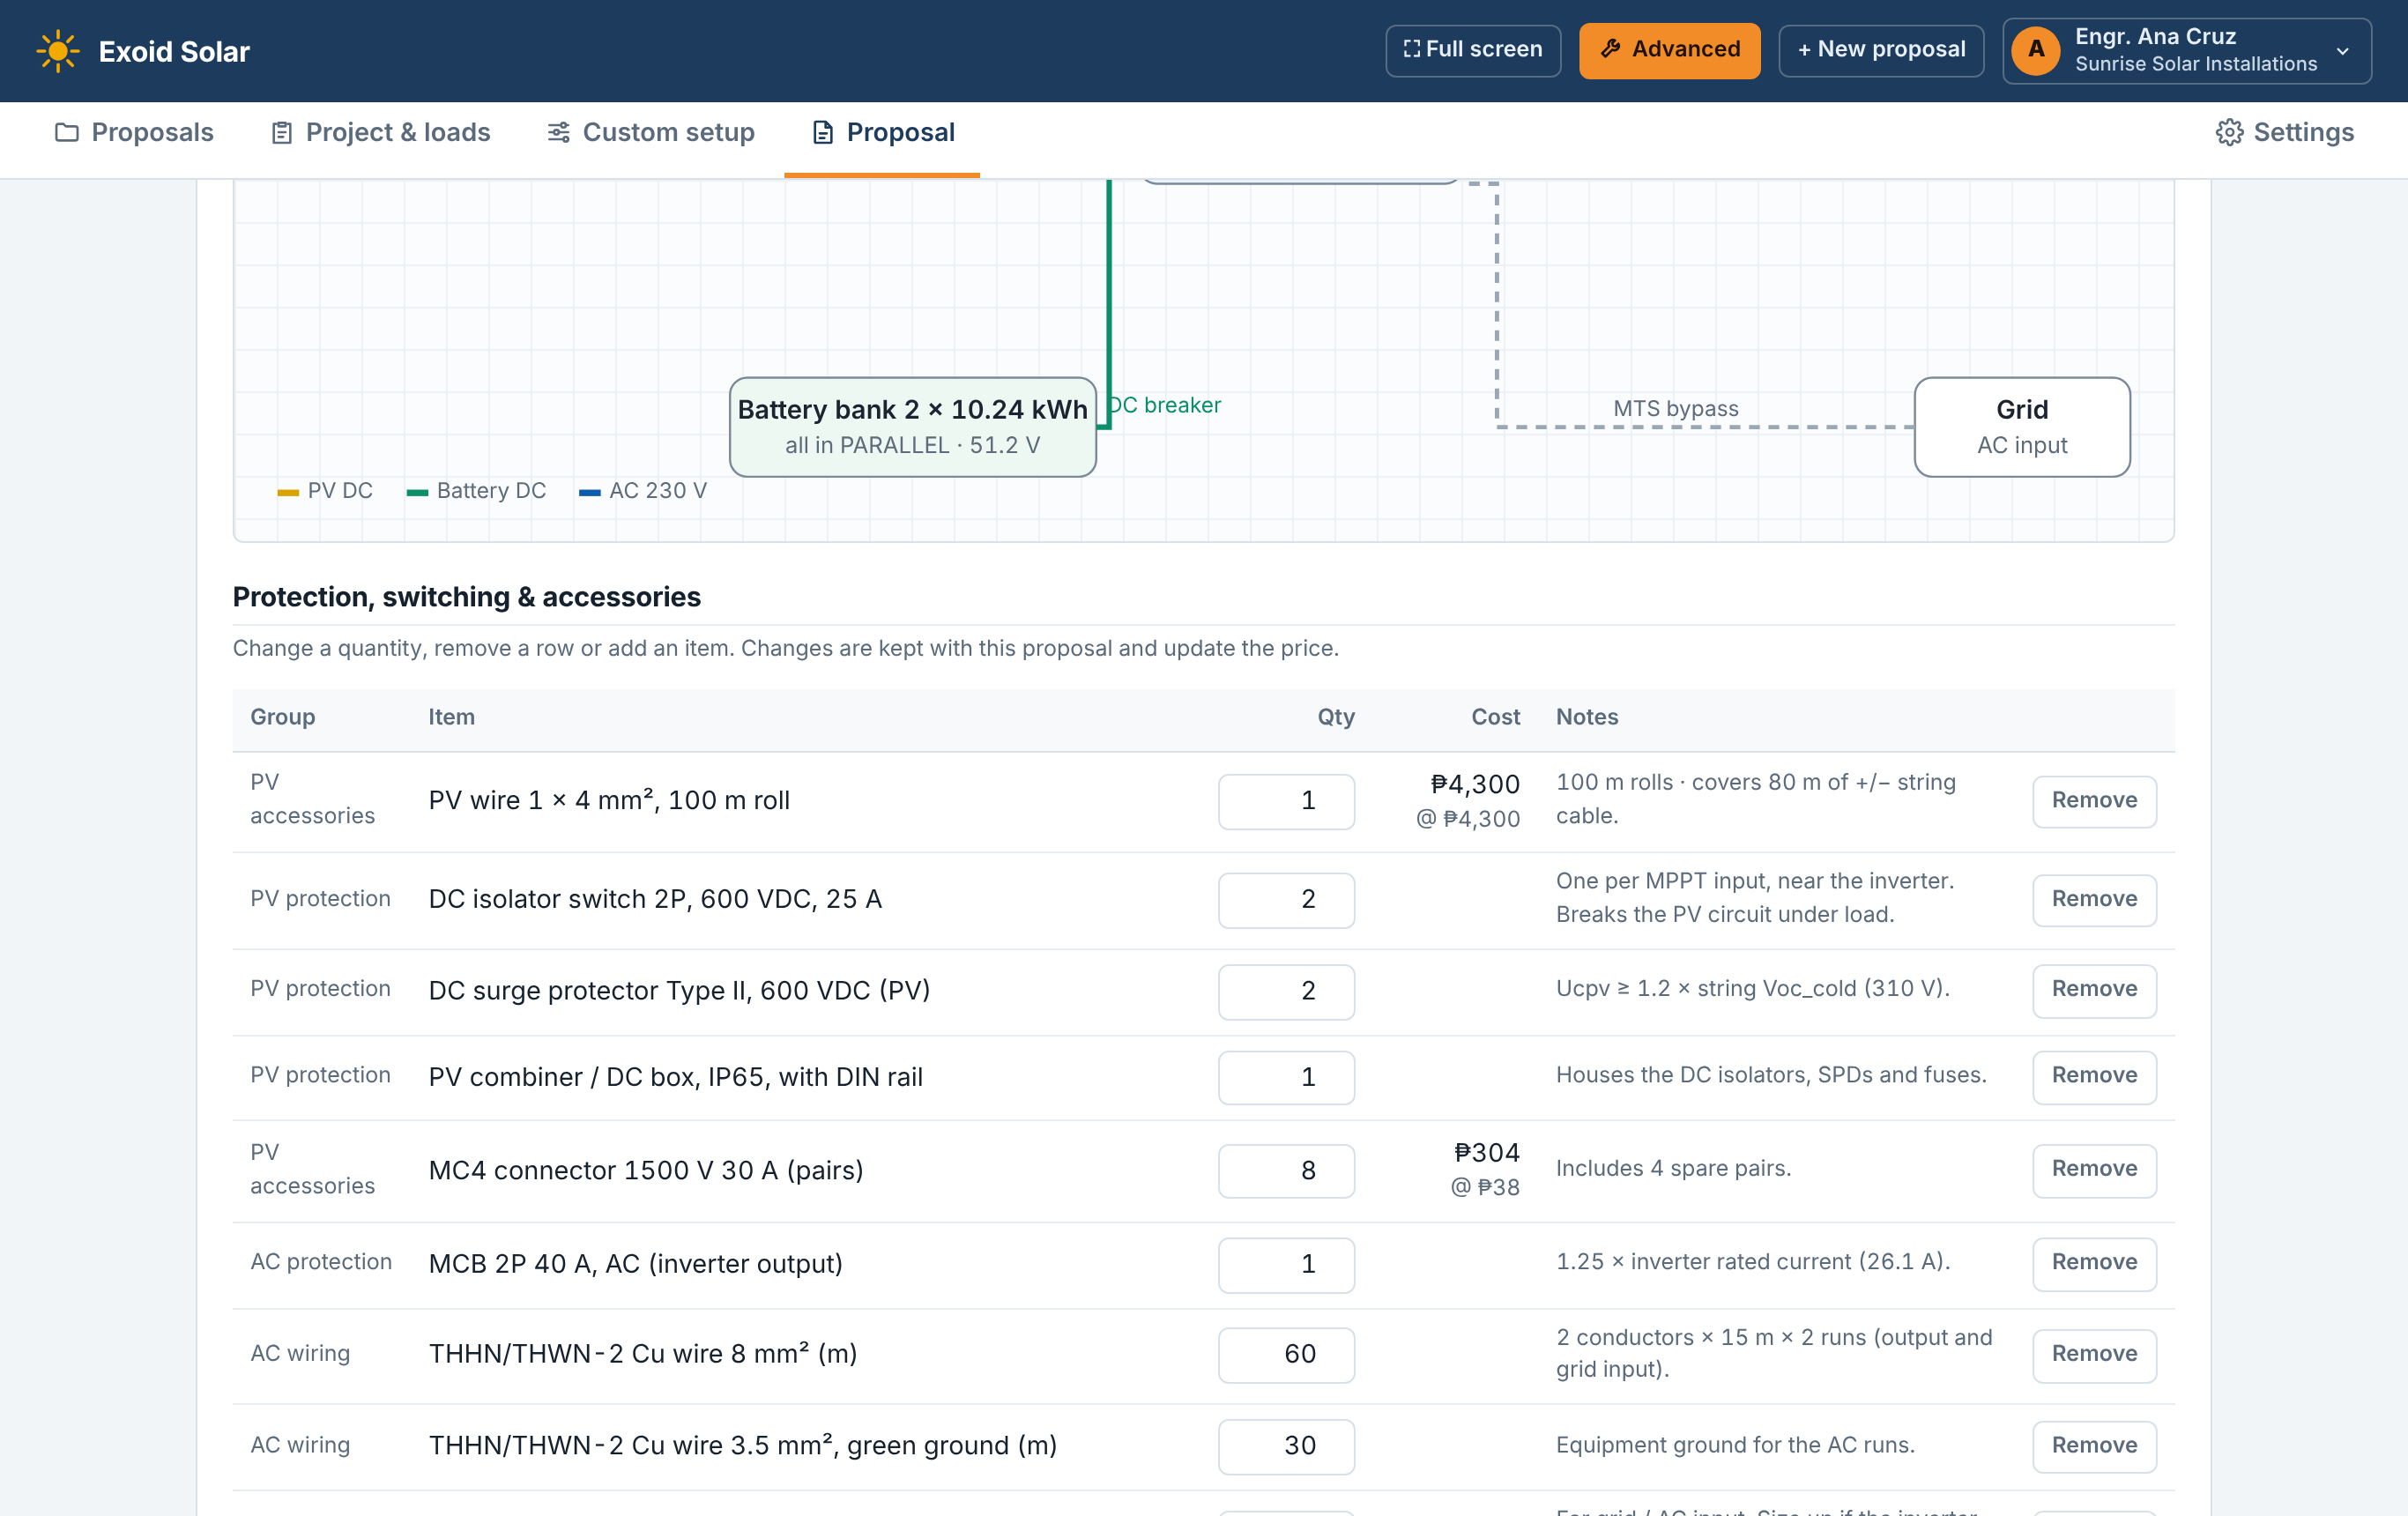 Exoid Solar
Full screen
Advanced
+ New proposal
A
Engr. Ana Cruz
Sunrise Solar Installations
Proposals
Project & loads
Custom setup
Proposal
Settings
Battery bank 2 × 10.24 kWh
all in PARALLEL · 51.2 V
DC breaker
MTS bypass
Grid
AC input
PV DC
Battery DC
AC 230 V
Protection, switching & accessories
Change a quantity, remove a row or add an item. Changes are kept with this proposal and update the price.
Group Item Qty Cost Notes
PV accessories
PV wire 1 × 4 mm², 100 m roll
1
₱4,300
@ ₱4,300
100 m rolls · covers 80 m of +/− string
cable.
Remove
PV protection
DC isolator switch 2P, 600 VDC, 25 A
2
One per MPPT input, near the inverter.
Breaks the PV circuit under load.
Remove
PV protection
DC surge protector Type II, 600 VDC (PV)
2
Ucpv ≥ 1.2 × string Voc_cold (310 V).
Remove
PV protection
PV combiner / DC box, IP65, with DIN rail
1
Houses the DC isolators, SPDs and fuses.
Remove
PV accessories
MC4 connector 1500 V 30 A (pairs)
8
₱304
@ ₱38
Includes 4 spare pairs.
Remove
AC protection
MCB 2P 40 A, AC (inverter output)
1
1.25 × inverter rated current (26.1 A).
Remove
AC wiring
THHN/THWN-2 Cu wire 8 mm² (m)
60
2 conductors × 15 m × 2 runs (output and
grid input).
Remove
AC wiring
THHN/THWN-2 Cu wire 3.5 mm², green ground (m)
30
Equipment ground for the AC runs.
Remove
For grid / AC input. Size up if the inverter